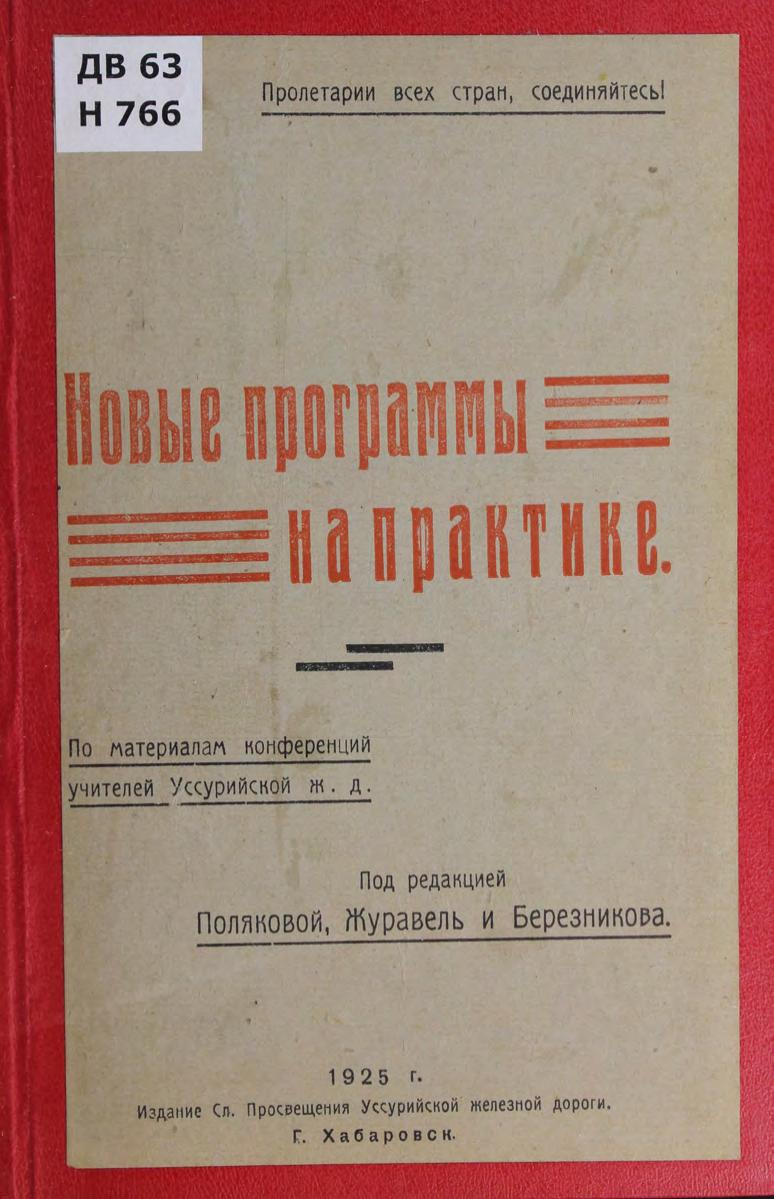 ДВ 63
Н 766
Пролетарии всех стран, соединяйтесь!
Новые программы
на практике.
По материалам конференций
учителей Уссурийской ж. д.
Под редакцией
Поляковой, Журавель и Березникова.
1925 г.
Издание Сл. Просвещения Уссурийской железной дороги.
Г. Хабаровск.